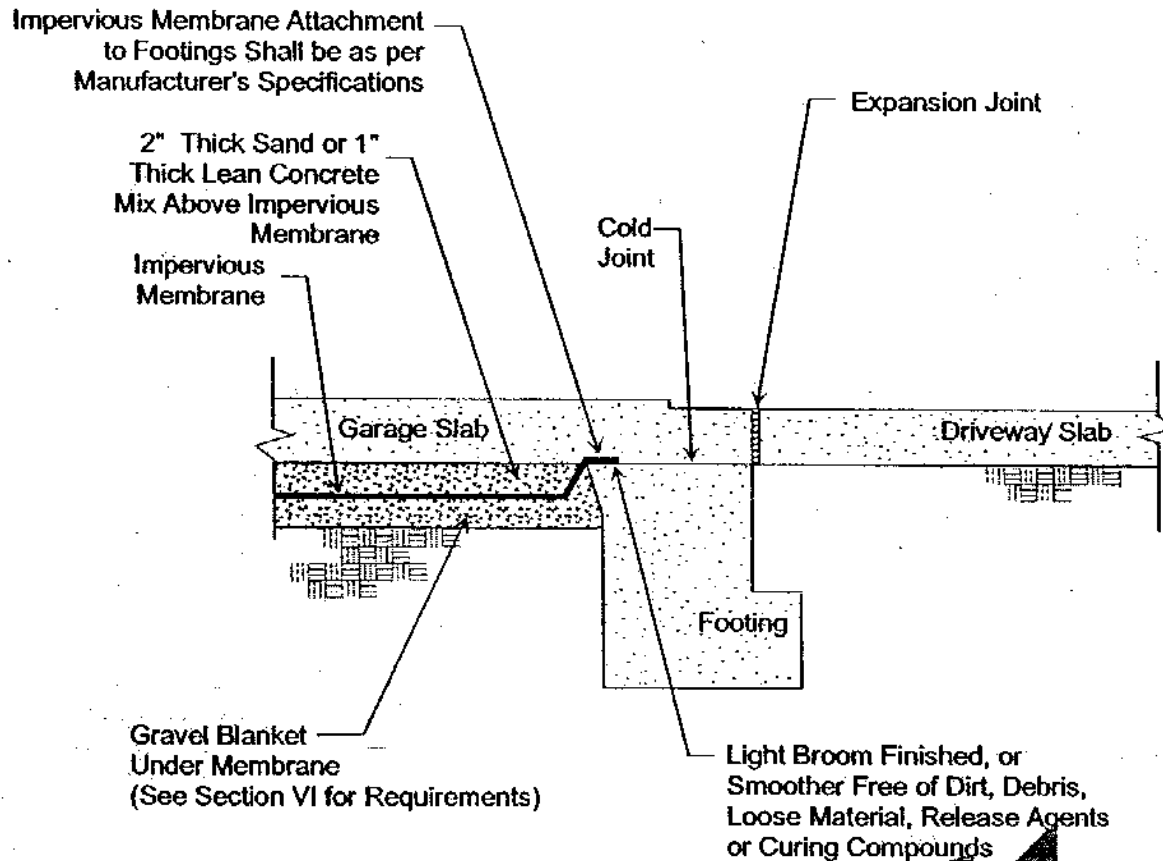 Impervious Membrane Attachment
to Footings Shall be as per
Manufacturer's Specifications
Expansion Joint
2" Thick Sand or 1"
Thick Lean Concrete
Mix Above Impervious
Membrane
Cold
Joint
Impervious
Membrane
Garage Slab
Driveway Slab
Footing
Gravel Blanket
Under Membrane
(See Section VI for Requirements)
Light Broom Finished, or
Smoother Free of Dirt, Debris,
Loose Material, Release Agents
or Curing Compounds